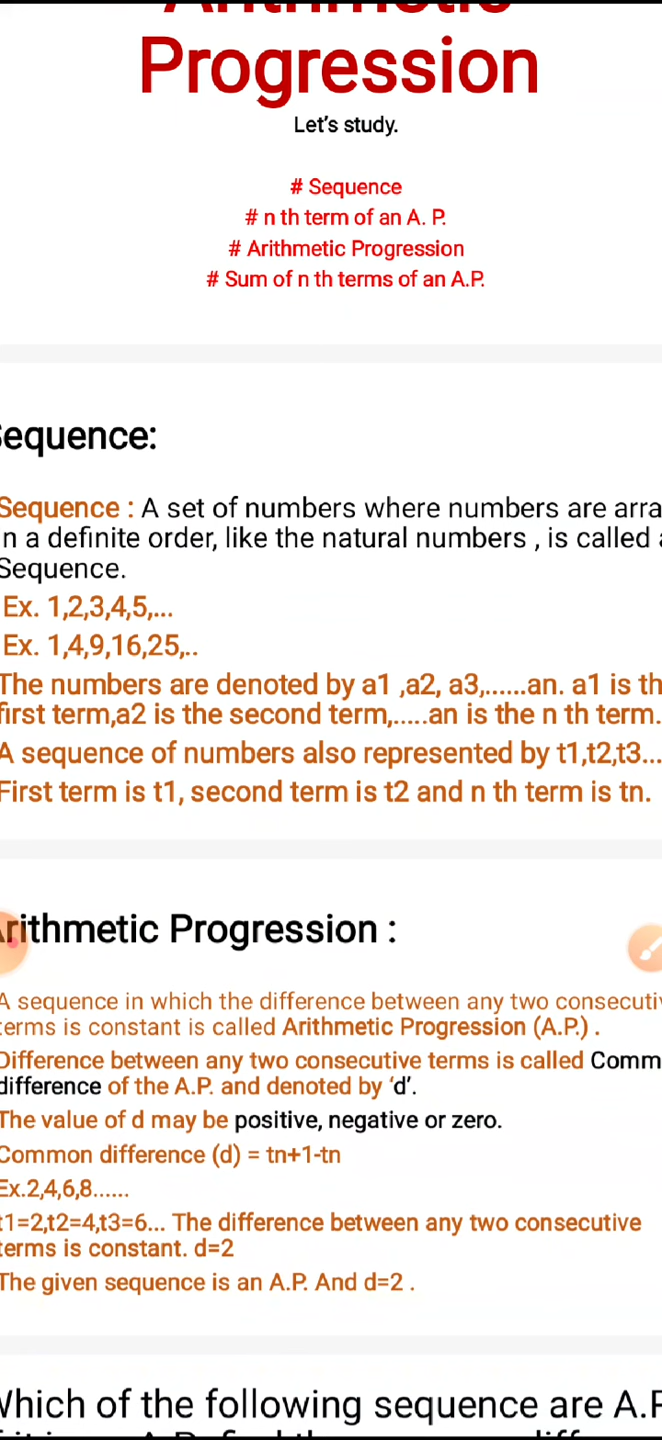 Arithmetic
Progression
Let's study.
# Sequence
# n th term of an A. P.
# Arithmetic Progression
# Sum of n th terms of an A.P.
equence:
Sequence : A set of numbers where numbers are arra
n a definite order, like the natural numbers , is called a
Sequence.
Ex. 1,2,3,4,5,...
Ex. 1,4,9,16,25,..
The numbers are denoted by a1 ,a2, a3,......an. a1 is th
first term,a2 is the second term,.....an is the n th term.
A sequence of numbers also represented by t1,t2,t3...
First term is t1, second term is t2 and n th term is tn.
rithmetic Progression :
A sequence in which the difference between any two consecuti
terms is constant is called Arithmetic Progression (A.P.) .
Difference between any two consecutive terms is called Comm
difference of the A.P. and denoted by ‘d’.
The value of d may be positive, negative or zero.
Common difference (d) = tn+1-tn
Ex.2,4,6,8......
t1=2,t2=4,t3=6... The difference between any two consecutive
terms is constant. d=2
The given sequence is an A.P. And d=2 .
Which of the following sequence are A.P